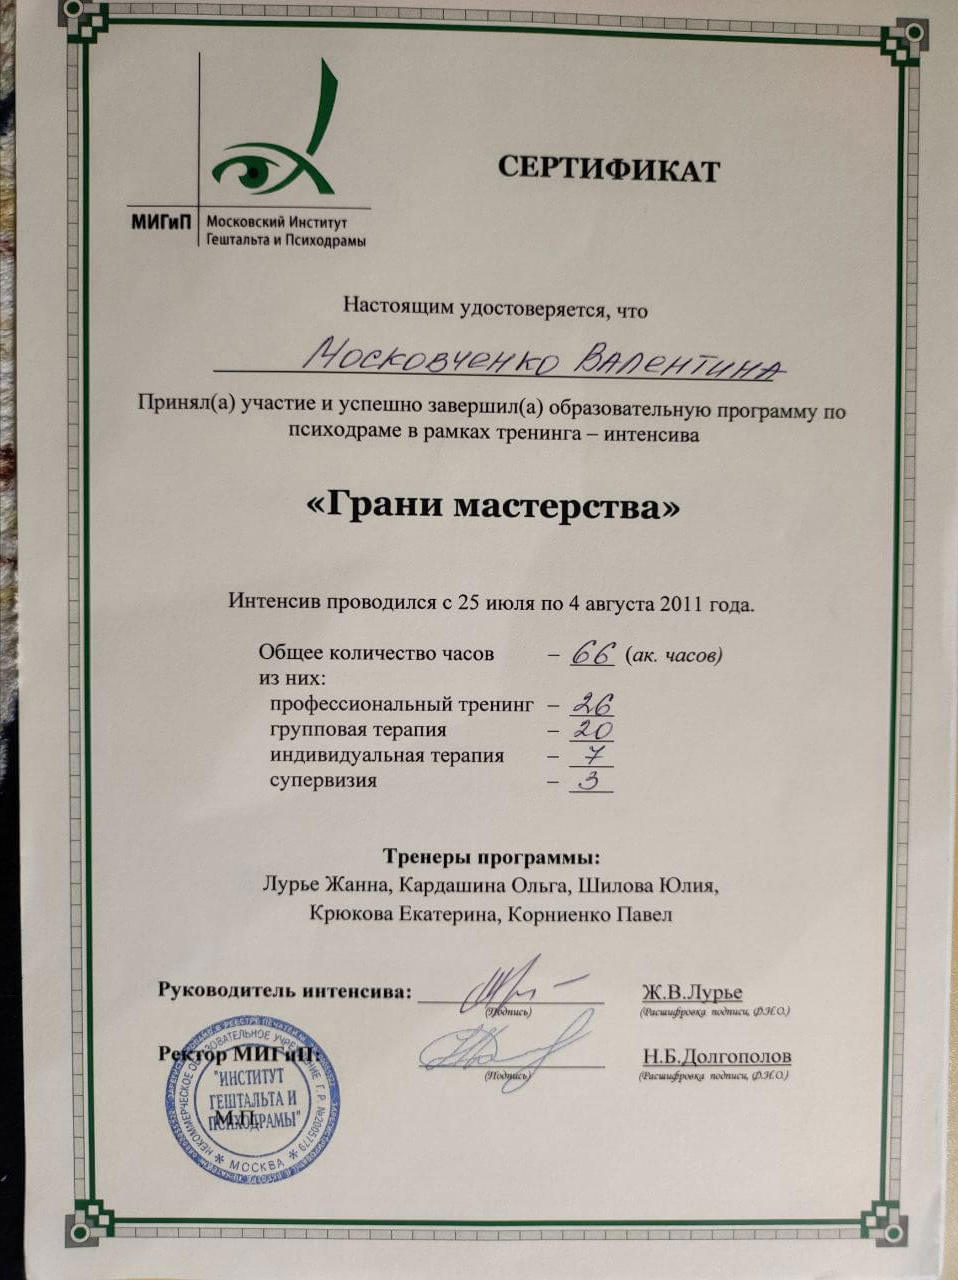 СЕРТИФИКАТ
МИГиП
Московский Институт
Гештальта и Психодрамы
Настоящим удостоверяется, что
Московченко Валентина
Принял(а) участие и успешно завершил(а) образовательную программу по
психодраме в рамках тренинга – интенсива
«Грани мастерства»
Интенсив проводился с 25 июля по 4 августа 2011 года.
Общее количество часов – 66 (ак. часов)
из них:
профессиональный тренинг – 26
групповая терапия – 20
индивидуальная терапия – 7
супервизия – 3
Тренеры программы:
Лурье Жанна, Кардашина Ольга, Шилова Юлия,
Крюкова Екатерина, Корниенко Павел
Руководитель интенсива: Ж.В.Лурье
(Подпись) (Расшифровка подписи, Ф.И.О.)
Ректор МИГиП: Н.Б.Долгополов
(Подпись) (Расшифровка подписи, Ф.И.О.)
М.П.
НЕКОММЕРЧЕСКОЕ ОБРАЗОВАТЕЛЬНОЕ УЧРЕЖДЕНИЕ
"ИНСТИТУТ
ГЕШТАЛЬТА И
ПСИХОДРАМЫ"
МОСКВА